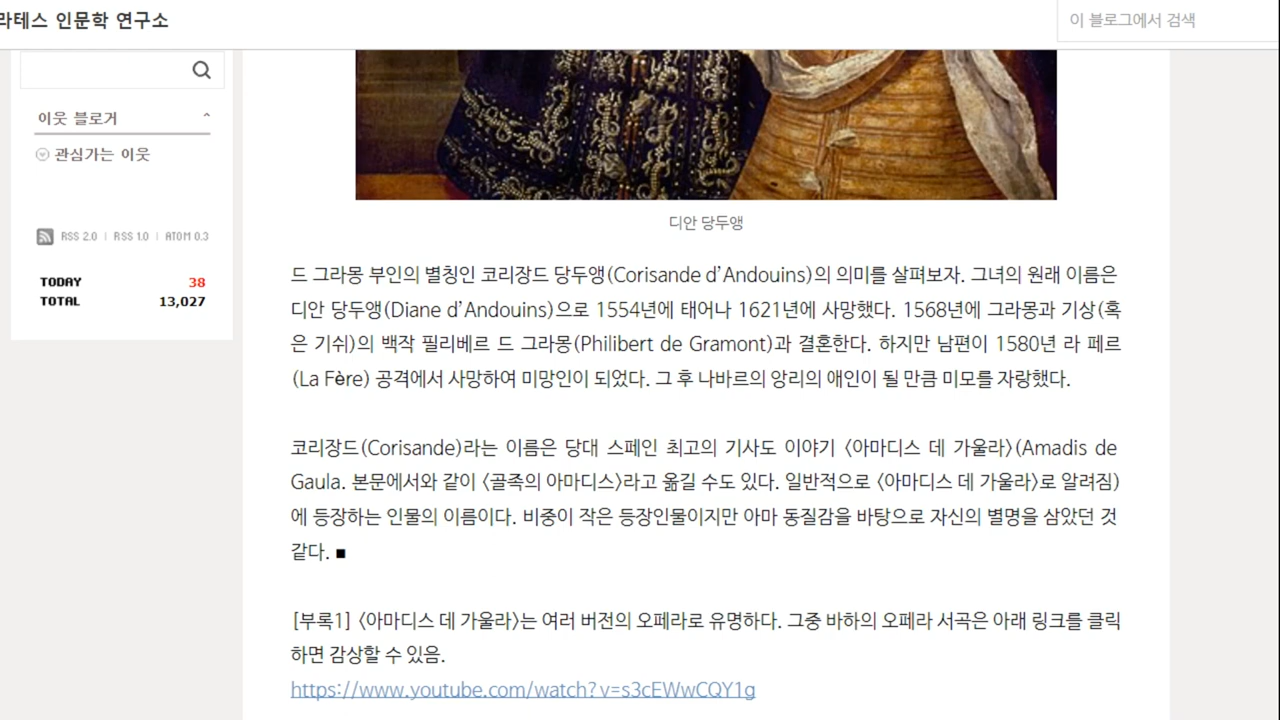 라테스 인문학 연구소
이 블로그에서 검색
이웃 블로거
관심가는 이웃
RSS 2.0 | RSS 1.0 | ATOM 0.3
TODAY 38
TOTAL 13,027
디안 당두앵
드 그라몽 부인의 별칭인 코리장드 당두앵(Corisande d’Andouins)의 의미를 살펴보자. 그녀의 원래 이름은
디안 당두앵(Diane d’Andouins)으로 1554년에 태어나 1621년에 사망했다. 1568년에 그라몽과 기상(혹
은 기쉬)의 백작 필리베르 드 그라몽(Philibert de Gramont)과 결혼한다. 하지만 남편이 1580년 라 페르
(La Fère) 공격에서 사망하여 미망인이 되었다. 그 후 나바르의 앙리의 애인이 될 만큼 미모를 자랑했다.
코리장드(Corisande)라는 이름은 당대 스페인 최고의 기사도 이야기 〈아마디스 데 가울라〉(Amadis de
Gaula. 본문에서와 같이 〈골족의 아마디스〉라고 옮길 수도 있다. 일반적으로 〈아마디스 데 가울라〉로 알려짐)
에 등장하는 인물의 이름이다. 비중이 작은 등장인물이지만 아마 동질감을 바탕으로 자신의 별명을 삼았던 것
같다. ■
[부록1] 〈아마디스 데 가울라〉는 여러 버전의 오페라로 유명하다. 그중 바하의 오페라 서곡은 아래 링크를 클릭
하면 감상할 수 있음.
https://www.youtube.com/watch?v=s3cEWwCQY1g